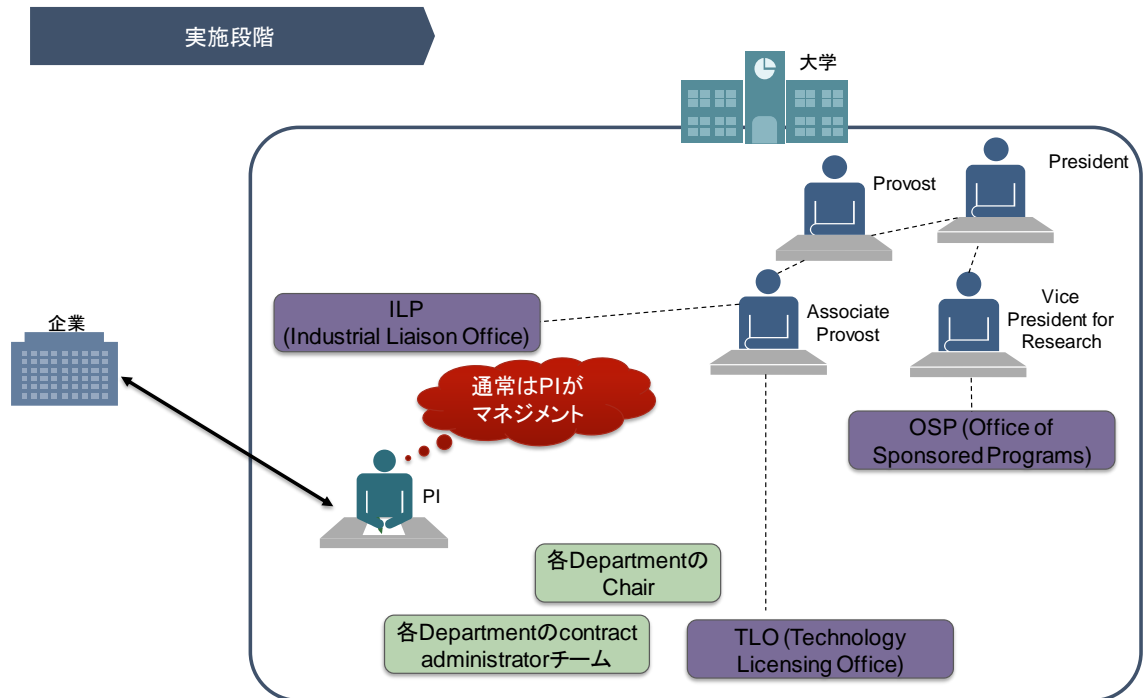 実施段階
大学
President
Provost
ILP
(Industrial Liaison Office)
Associate
Provost
Vice
President for
Research
企業
通常はPIが
マネジメント
OSP (Office of
Sponsored Programs)
PI
各Departmentの
Chair
各Departmentのcontract
administratorチーム
TLO (Technology
Licensing Office)